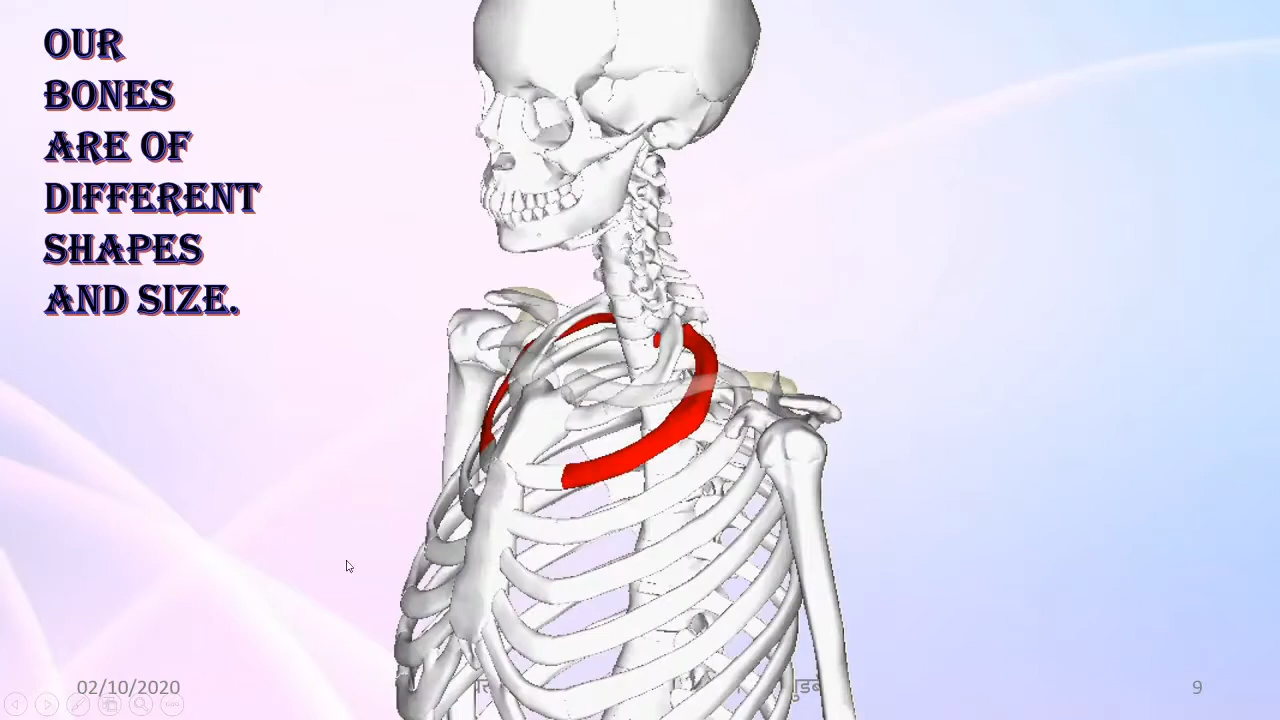 OUR
BONES
ARE OF
DIFFERENT
SHAPES
AND SIZE.
02/10/2020
9